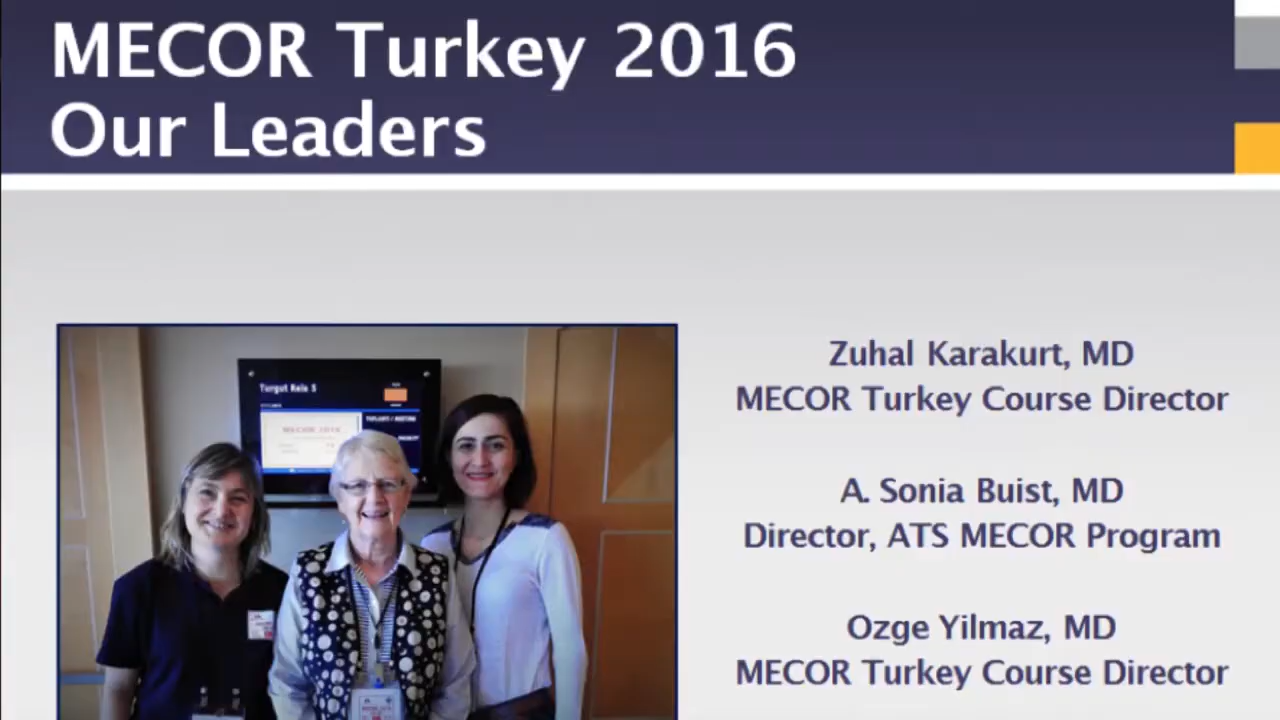 MECOR Turkey 2016
Our Leaders
Turgut Reis 5
MECOR 2016
Zuhal Karakurt, MD
MECOR Turkey Course Director
A. Sonia Buist, MD
Director, ATS MECOR Program
Ozge Yilmaz, MD
MECOR Turkey Course Director